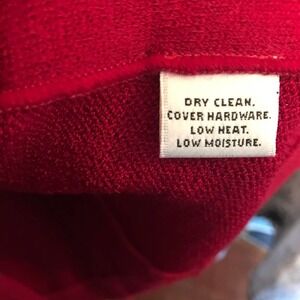 DRY CLEAN.
COVER HARDWARE.
LOW HEAT.
LOW MOISTURE.